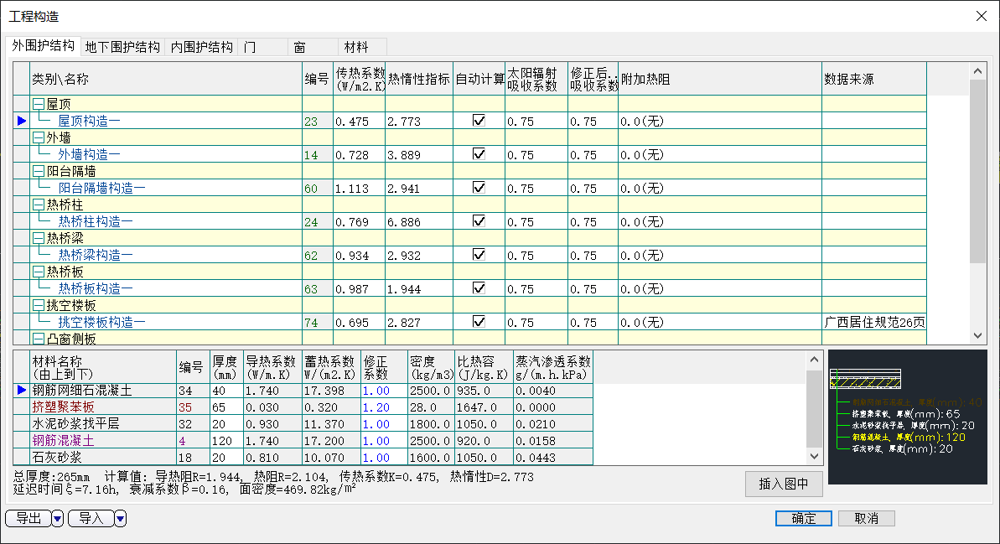 工程构造
外围护结构 地下围护结构 内围护结构 门 窗 材料
类别\名称 编号 传热系数(W/m2.K) 热惰性指标 自动计算 太阳辐射吸收系数 修正后.:吸收系数 附加热阻 数据来源
屋顶
屋顶构造一 23 0.475 2.773 0.75 0.75 0.0(无)
外墙
外墙构造一 14 0.728 3.889 0.75 0.75 0.0(无)
阳台隔墙
阳台隔墙构造一 60 1.113 2.941 0.75 0.75 0.0(无)
热桥柱
热桥柱构造一 24 0.769 6.886 0.75 0.75 0.0(无)
热桥梁
热桥梁构造一 62 0.934 2.932 0.75 0.75 0.0(无)
热桥板
热桥板构造一 63 0.987 1.944 0.75 0.75 0.0(无)
挑空楼板
挑空楼板构造一 74 0.695 2.827 0.75 0.75 0.0(无) 广西居住规范26页
凸窗侧板
材料名称(由上到下) 编号 厚度(mm) 导热系数(W/m.K) 蓄热系数W/(m2.K) 修正系数 密度(kg/m3) 比热容(J/kg.K) 蒸汽渗透系数g/(m.h.kPa)
钢筋网细石混凝土 34 40 1.740 17.398 1.00 2500.0 935.0 0.0040
挤塑聚苯板 35 65 0.030 0.320 1.20 28.0 1647.0 0.0000
水泥砂浆找平层 32 20 0.930 11.370 1.00 1800.0 1050.0 0.0210
钢筋混凝土 4 120 1.740 17.200 1.00 2500.0 920.0 0.0158
石灰砂浆 18 20 0.810 10.070 1.00 1600.0 1050.0 0.0443
钢筋网细石混凝土, 厚度(mm): 40
挤塑聚苯板, 厚度(mm): 65
水泥砂浆找平层, 厚度(mm): 20
钢筋混凝土, 厚度(mm): 120
石灰砂浆, 厚度(mm): 20
总厚度:265mm 计算值: 导热阻R=1.944, 热阻R=2.104, 传热系数K=0.475, 热惰性D=2.773
延迟时间ξ=7.16h, 衰减系数β=0.16, 面密度=469.82kg/㎡
插入图中
导出 导入 确定 取消